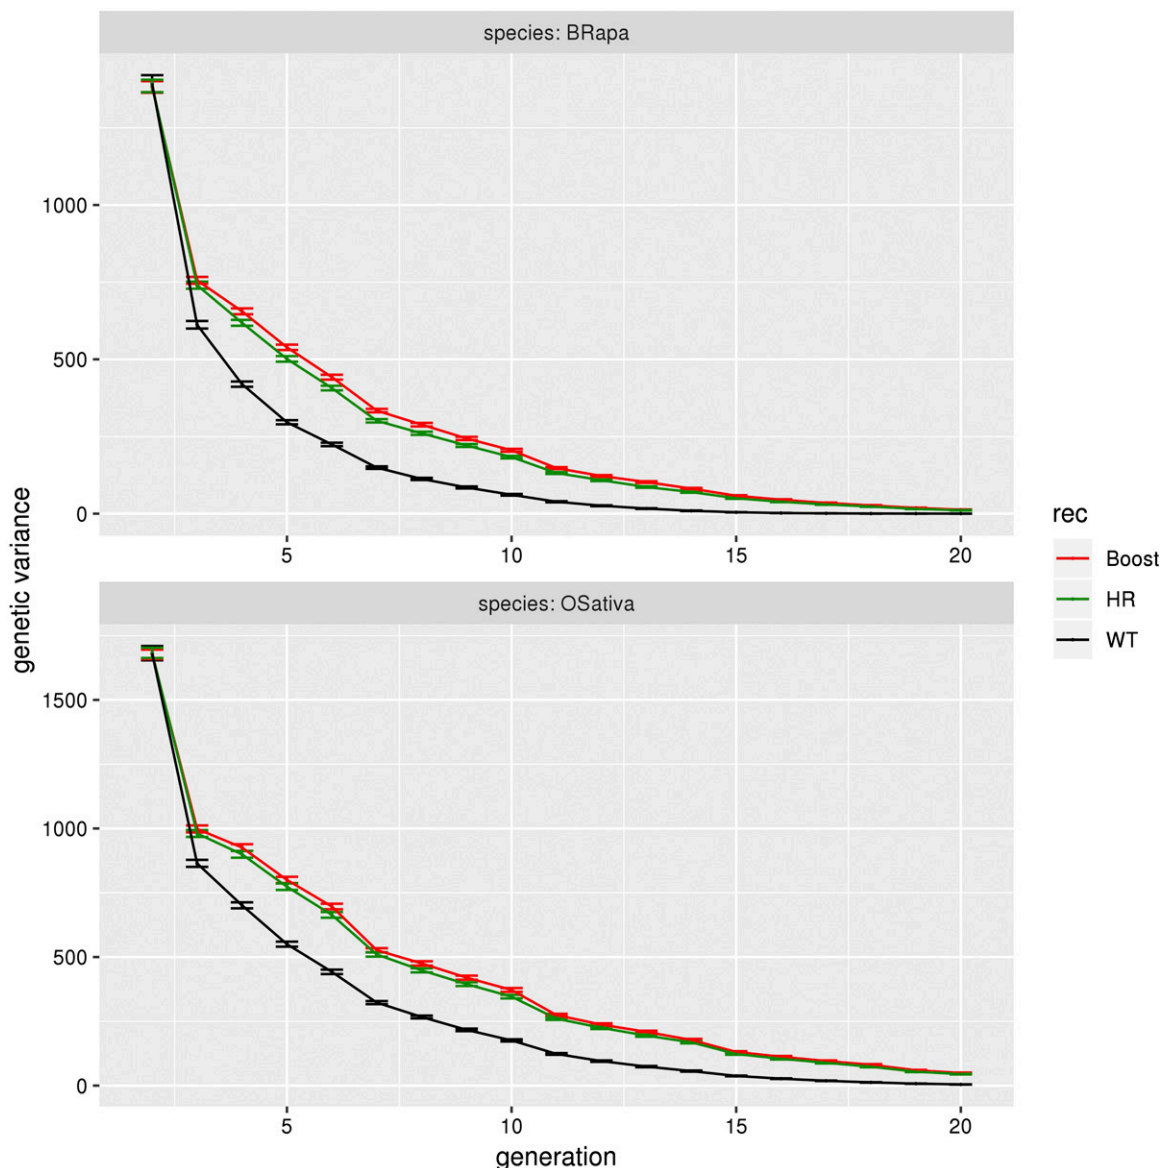 species: BRapa
1000
500
0
5 10 15 20
genetic variance
rec
Boost
HR
WT
species: OSativa
1500
1000
500
0
5 10 15 20
generation